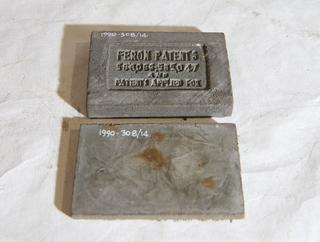 1990-308/14
FERON PATENTS
AND
PATENTS APPLIED FOR
1990-308/14